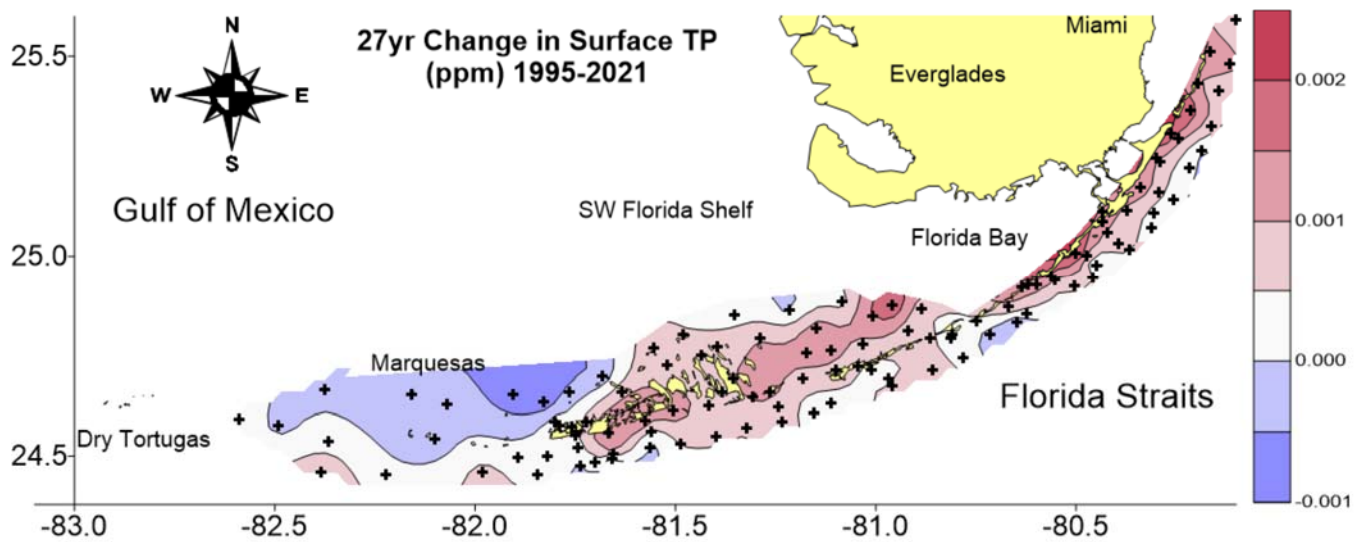 27yr Change in Surface TP
(ppm) 1995-2021
N
W
E
S
Miami
Everglades
Gulf of Mexico
SW Florida Shelf
Florida Bay
Marquesas
Dry Tortugas
Florida Straits
25.5
25.0
24.5
-83.0
-82.5
-82.0
-81.5
-81.0
-80.5
0.002
0.001
0.000
-0.001